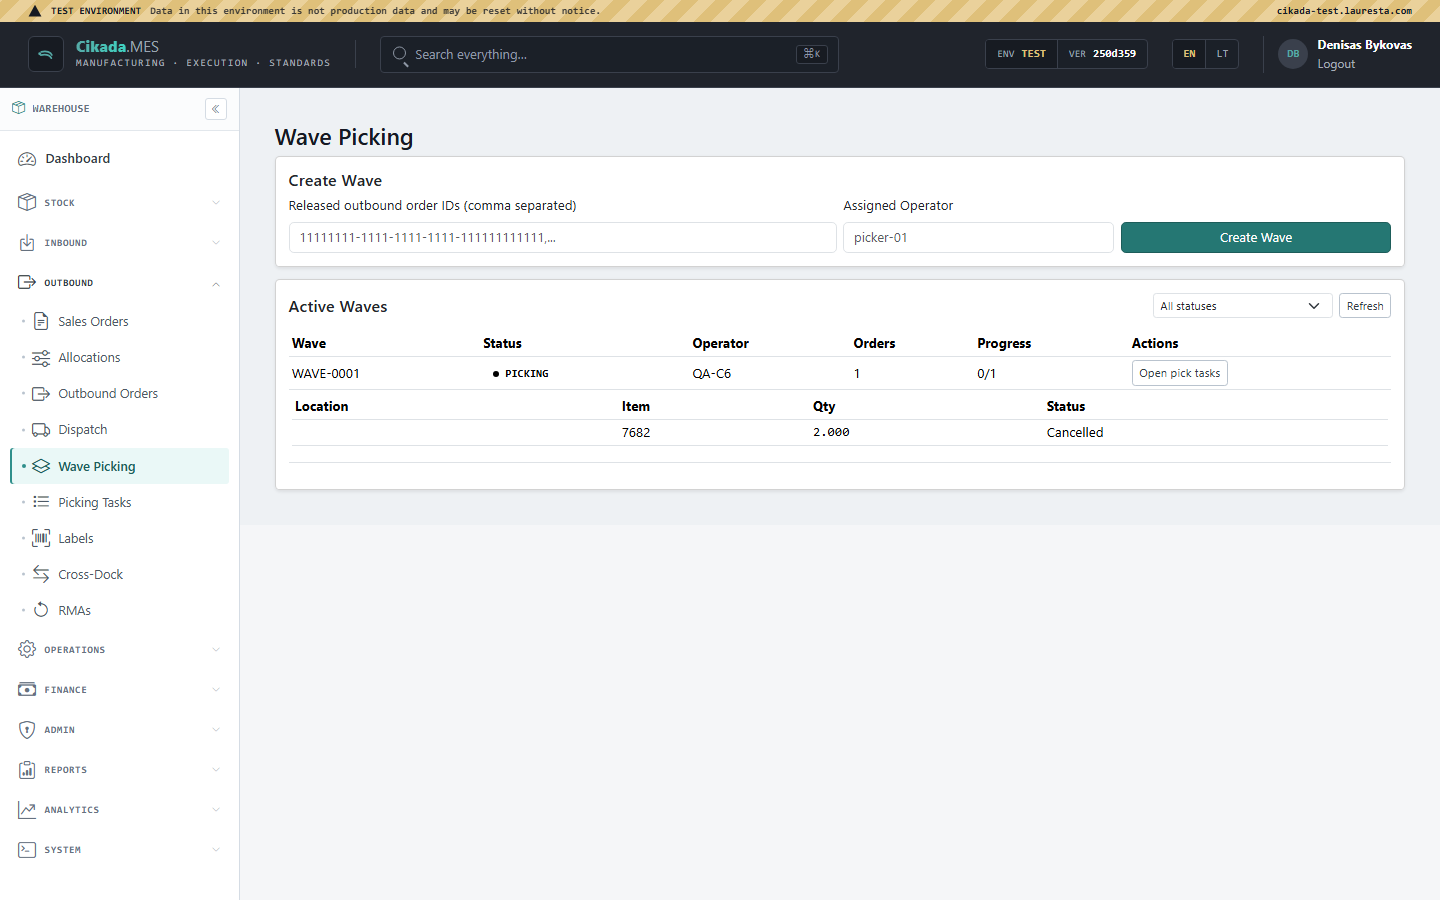 TEST ENVIRONMENT Data in this environment is not production data and may be reset without notice.
cikada-test.lauresta.com
Cikada.MES
MANUFACTURING · EXECUTION · STANDARDS
Search everything...
⌘K
ENV TEST
VER 250d359
EN
LT
DB
Denisas Bykovas
Logout
WAREHOUSE
Dashboard
STOCK
INBOUND
OUTBOUND
Sales Orders
Allocations
Outbound Orders
Dispatch
Wave Picking
Picking Tasks
Labels
Cross-Dock
RMAs
OPERATIONS
FINANCE
ADMIN
REPORTS
ANALYTICS
SYSTEM
Wave Picking
Create Wave
Released outbound order IDs (comma separated)
Assigned Operator
11111111-1111-1111-1111-111111111111,...
picker-01
Create Wave
Active Waves
All statuses
Refresh
Wave Status Operator Orders Progress Actions
WAVE-0001 PICKING QA-C6 1 0/1 Open pick tasks
Location Item Qty Status
7682 2.000 Cancelled